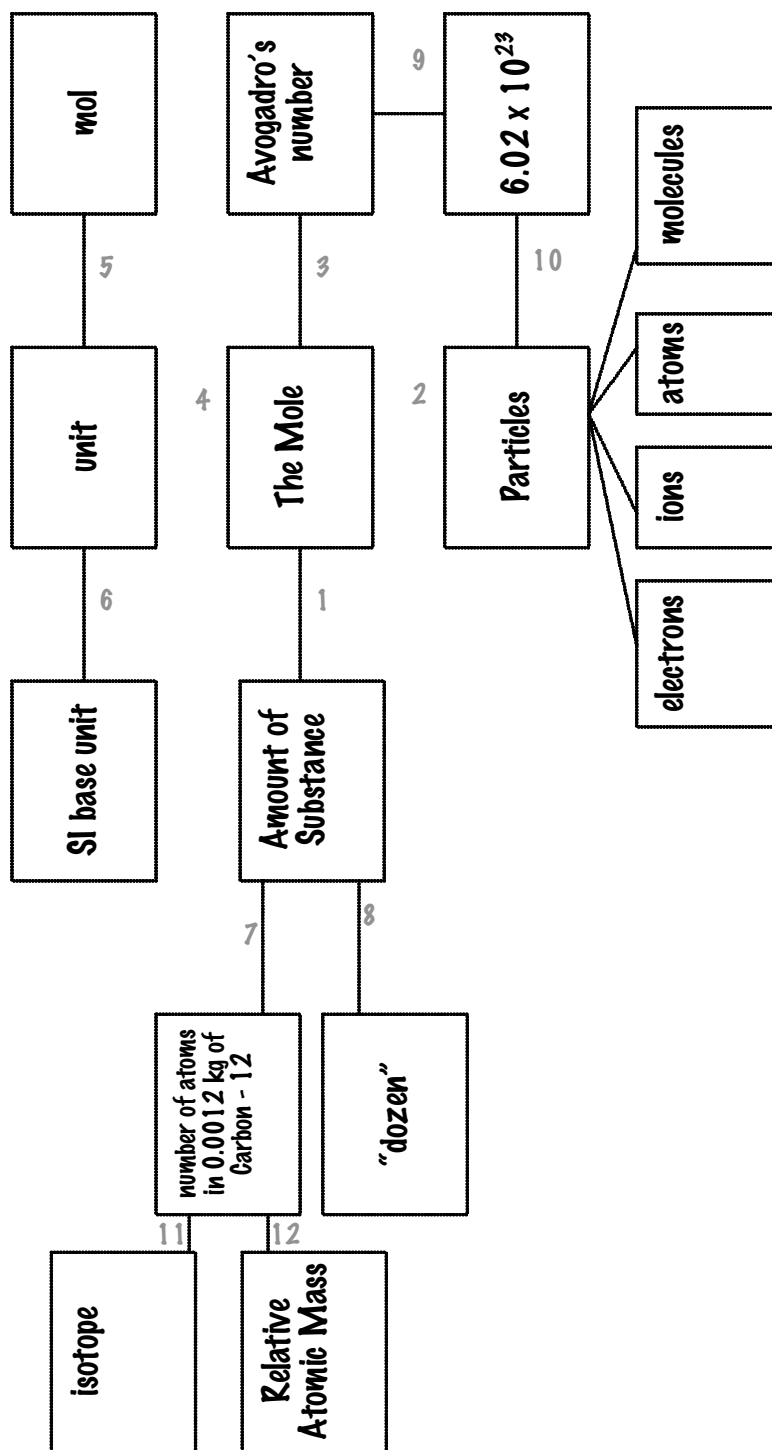 isotope
11
SI base unit
6
unit
5
mol
number of atoms
in 0.0012 kg of
Carbon - 12
7
4
Relative
Atomic Mass
12
Amount of
Substance
1
The Mole
3
Avogadro's
number
"dozen"
8
2
9
Particles
10
6.02 x 10²³
electrons
ions
atoms
molecules